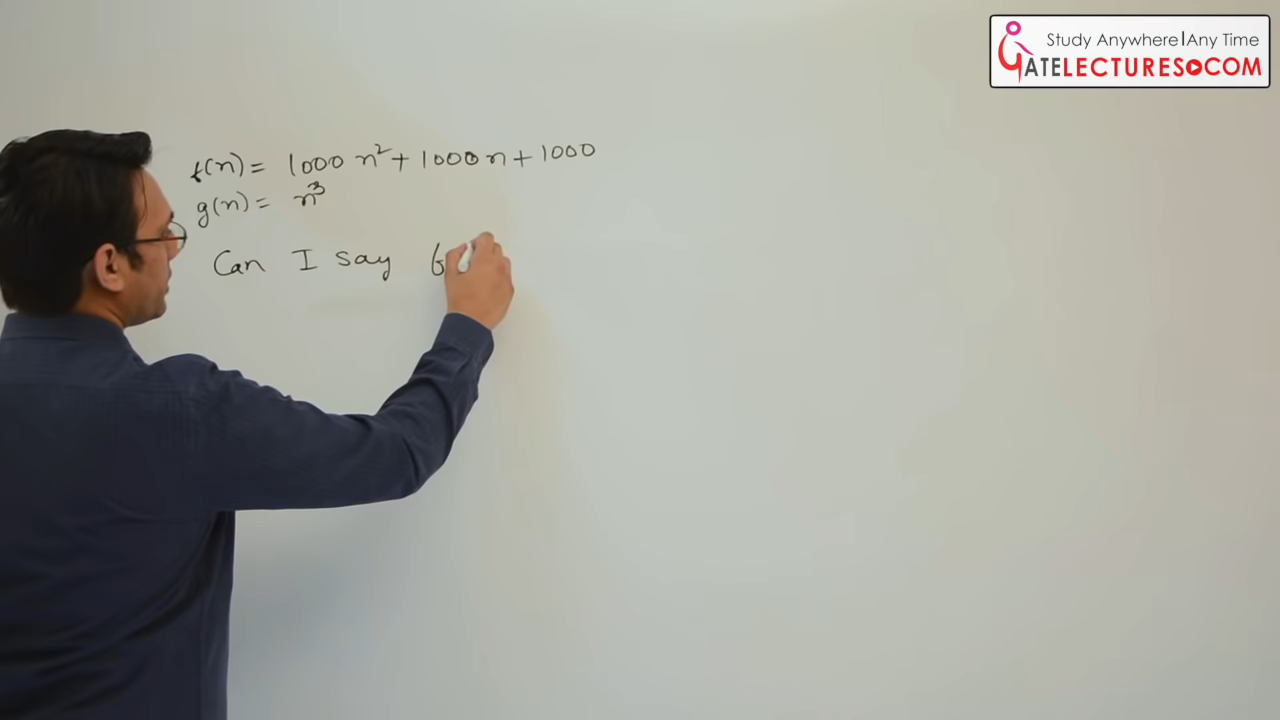 Study Anywhere|Any Time
GATELECTURES.COM
f(n) = 1000 n² + 1000 n + 1000
g(n) = n³
Can I say